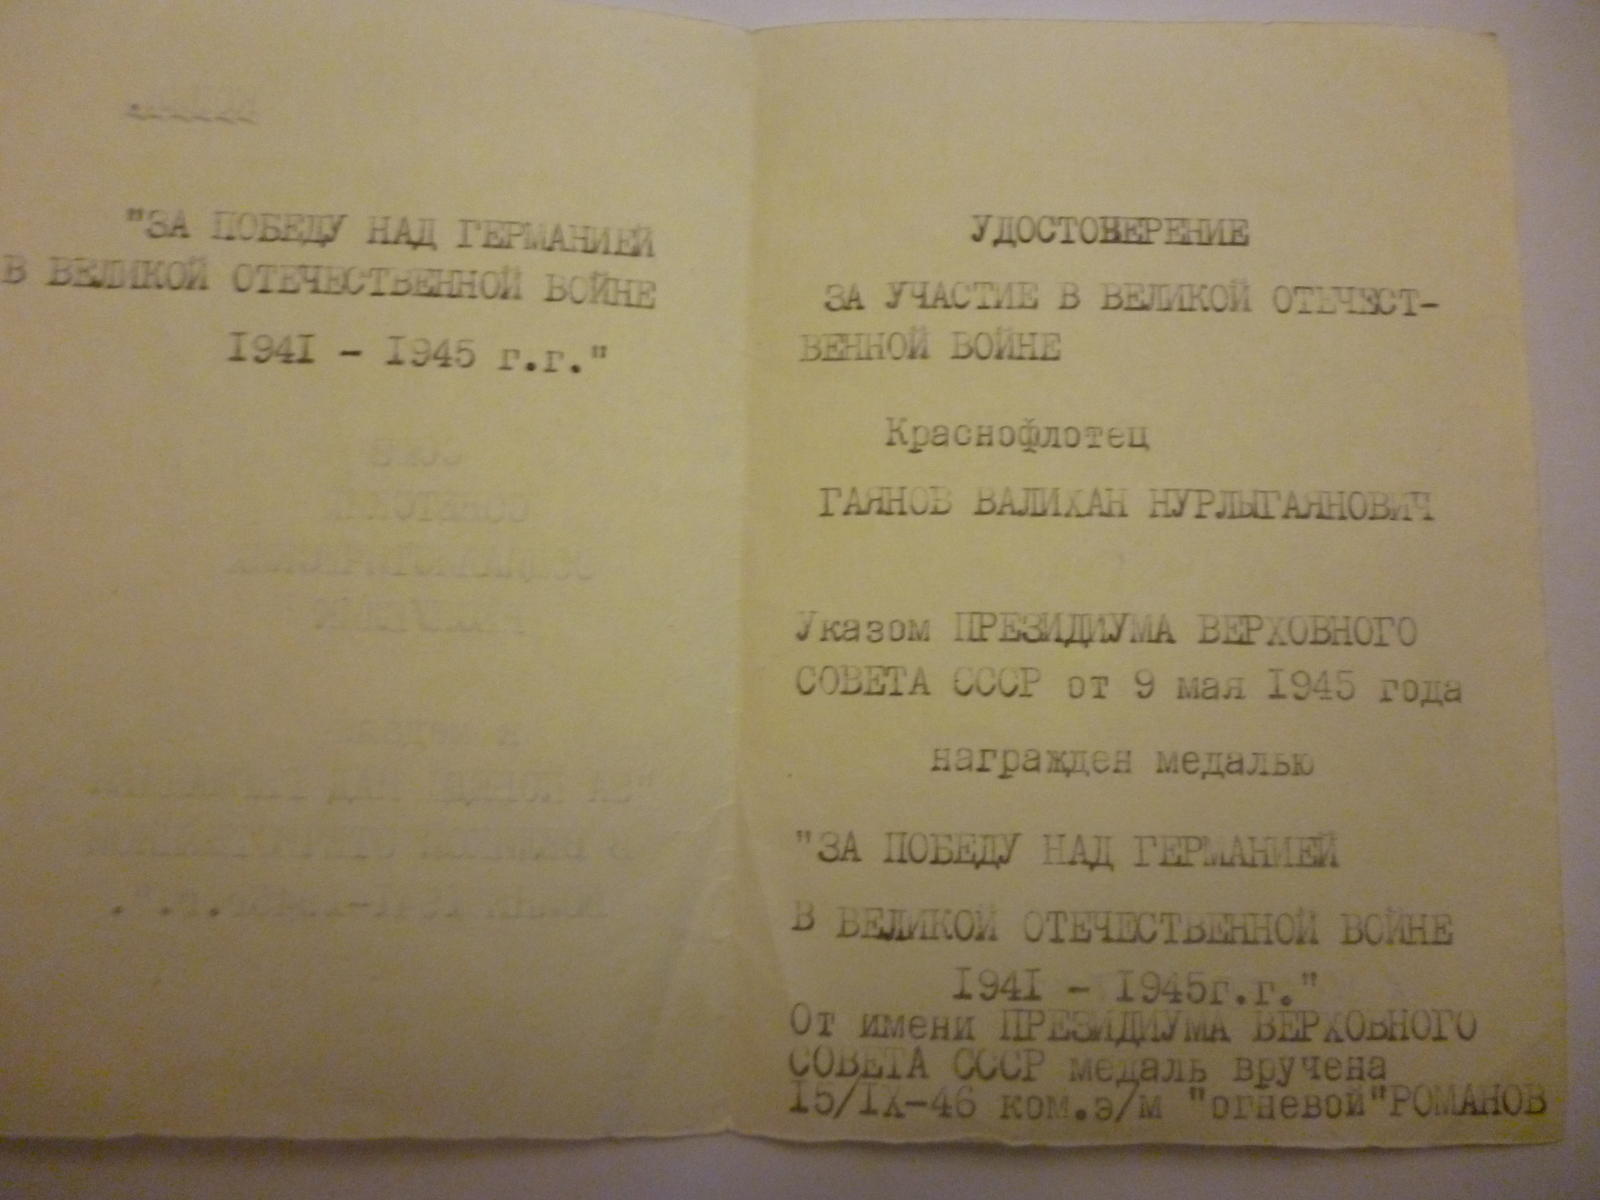 "ЗА ПОБЕДУ НАД ГЕРМАНИЕЙ
В ВЕЛИКОЙ ОТЕЧЕСТВЕННОЙ ВОЙНЕ
I94I - I945 г.г."
УДОСТОВЕРЕНИЕ
ЗА УЧАСТИЕ В ВЕЛИКОЙ ОТЕЧЕСТ-
ВЕННОЙ ВОЙНЕ
Краснофлотец
ГАЯНОВ ВАЛИХАН НУРЛЫГАЯНОВИЧ
Указом ПРЕЗИДИУМА ВЕРХОВНОГО
СОВЕТА СССР от 9 мая I945 года
награжден медалью
"ЗА ПОБЕДУ НАД ГЕРМАНИЕЙ
В ВЕЛИКОЙ ОТЕЧЕСТВЕННОЙ ВОЙНЕ
I94I - I945г.г."
От имени ПРЕЗИДИУМА ВЕРХОВНОГО
СОВЕТА СССР медаль вручена
I5/IX-46 ком.э/м "огневой"РОМАНОВ